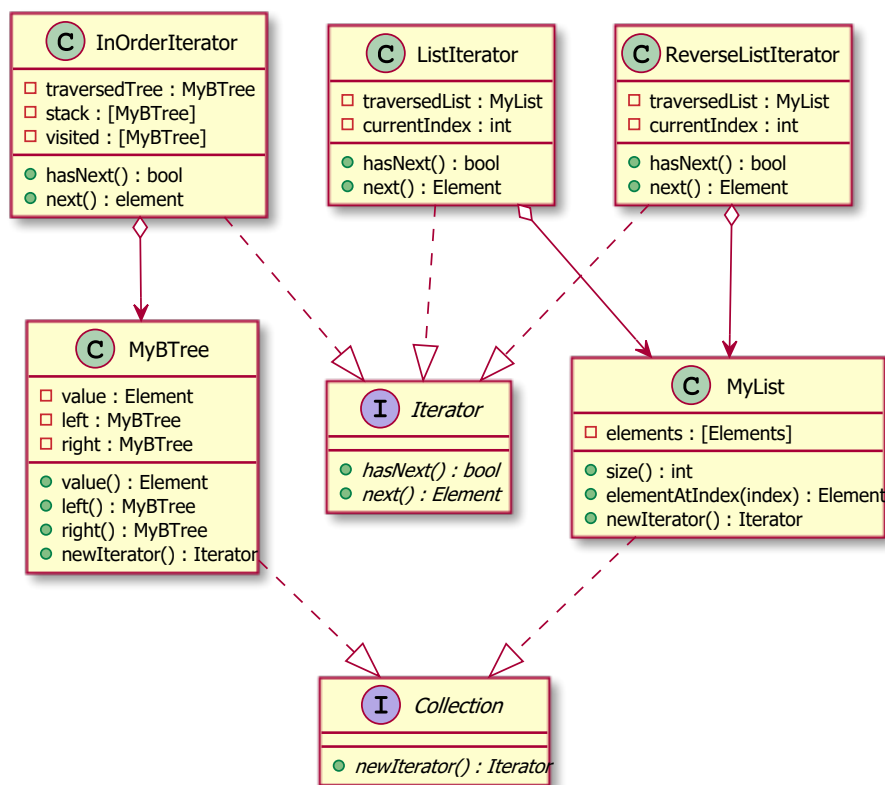 C InOrderIterator
traversedTree : MyBTree
stack : [MyBTree]
visited : [MyBTree]
hasNext() : bool
next() : element
C ListIterator
traversedList : MyList
currentIndex : int
hasNext() : bool
next() : Element
C ReverseListIterator
traversedList : MyList
currentIndex : int
hasNext() : bool
next() : Element
C MyBTree
value : Element
left : MyBTree
right : MyBTree
value() : Element
left() : MyBTree
right() : MyBTree
newIterator() : Iterator
I Iterator
hasNext() : bool
next() : Element
C MyList
elements : [Elements]
size() : int
elementAtIndex(index) : Element
newIterator() : Iterator
I Collection
newIterator() : Iterator